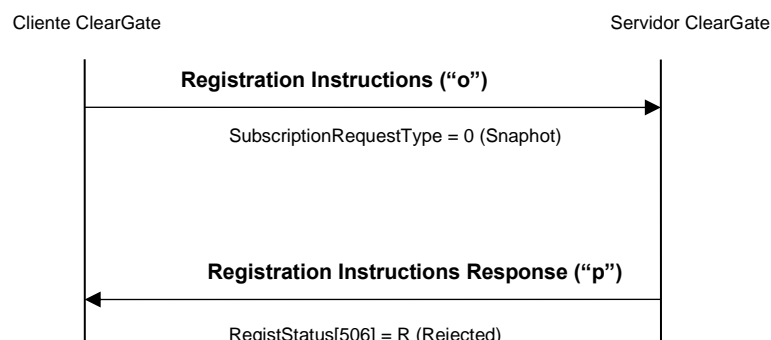 Cliente ClearGate
Servidor ClearGate
Registration Instructions (“o”)
SubscriptionRequestType = 0 (Snaphot)
Registration Instructions Response (“p”)
RegistStatus[506] = R (Rejected)